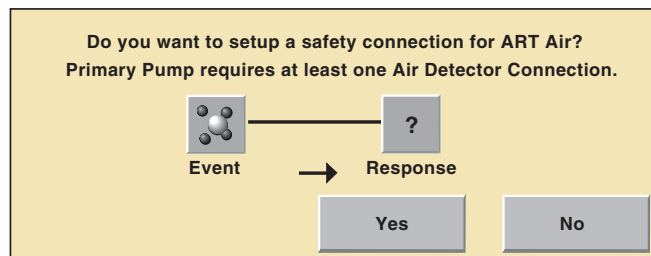 Do you want to setup a safety connection for ART Air?
Primary Pump requires at least one Air Detector Connection.
?
Event
Response
Yes
No